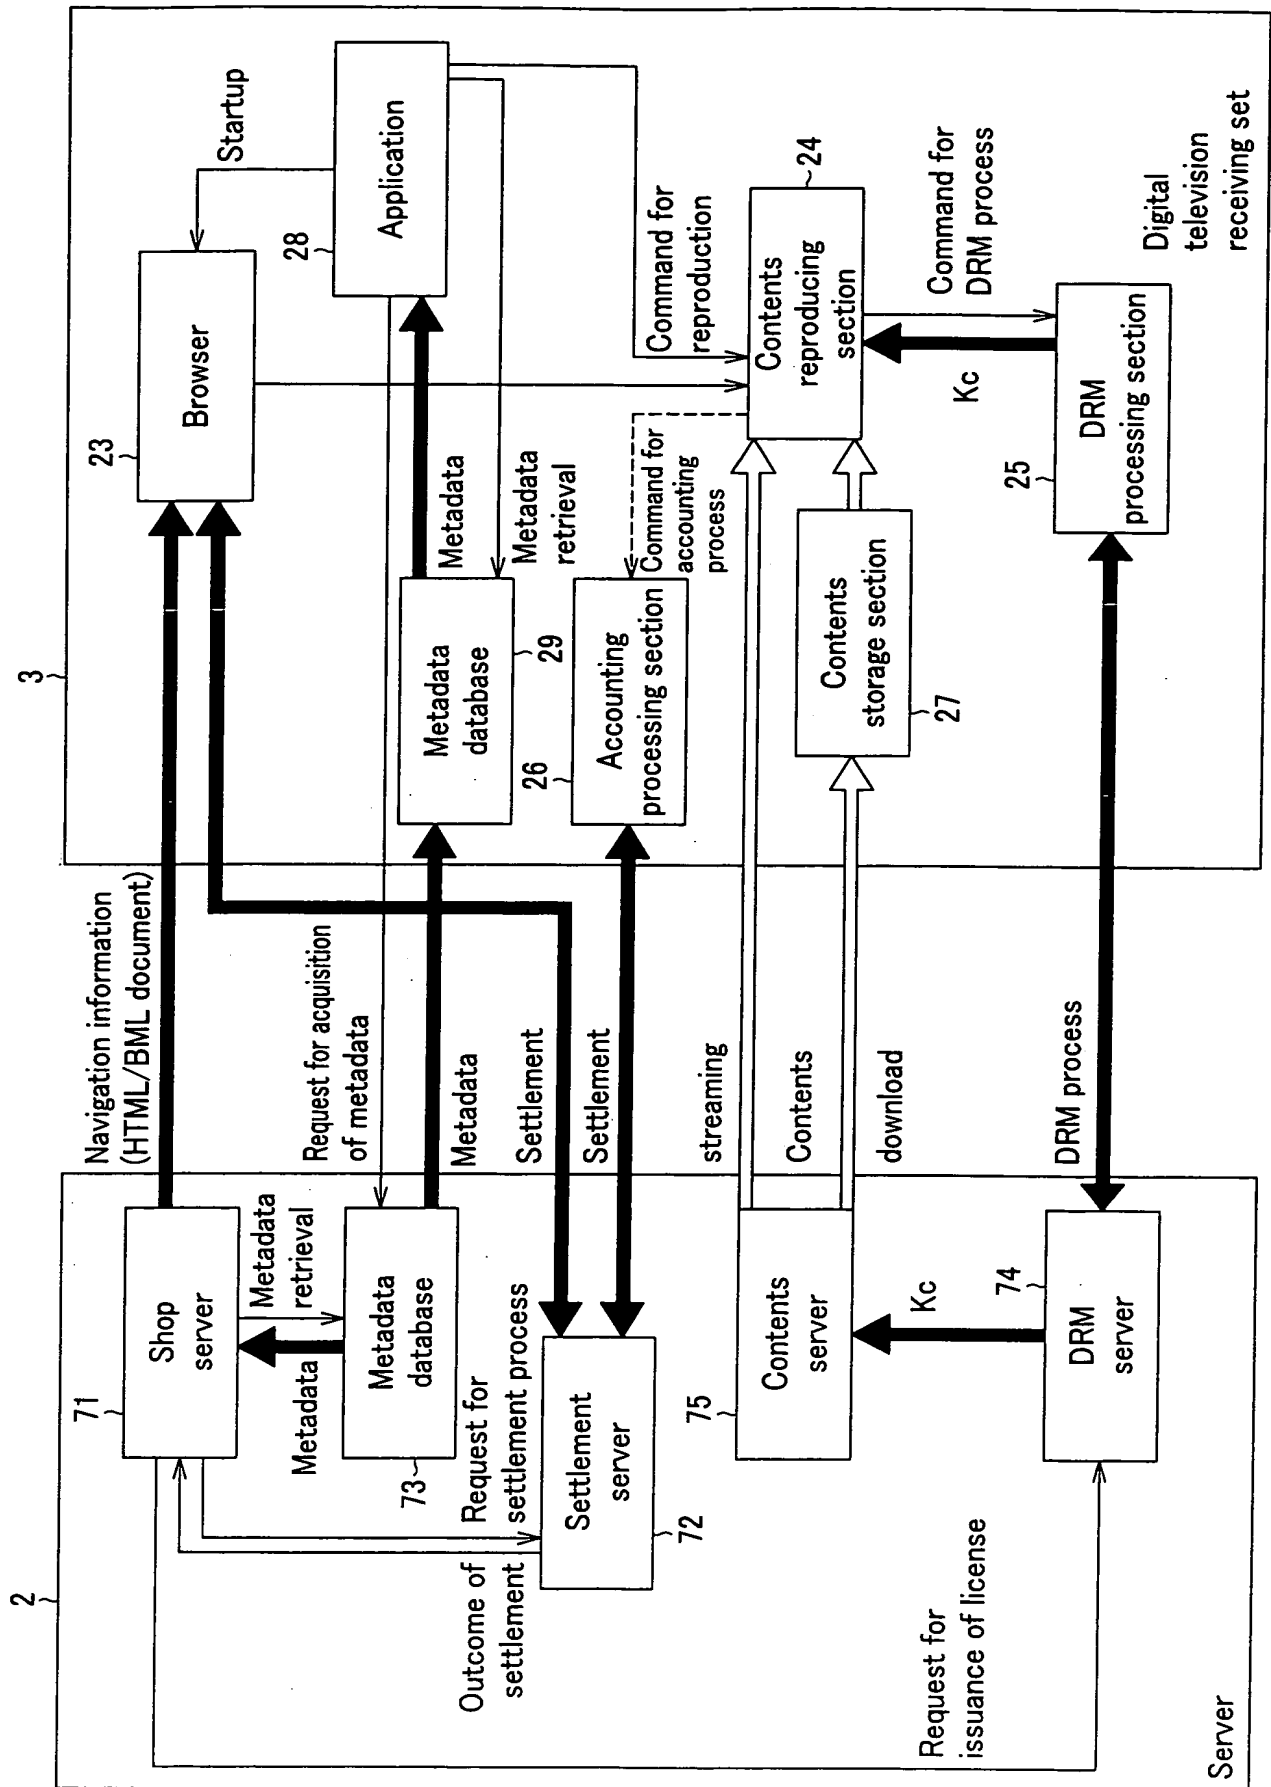 2
Server
71
Shop
server
Metadata
retrieval
Metadata
Metadata
database
73
Request for
settlement process
Outcome of
settlement
Settlement
server
72
75
Contents
server
Kc
74
DRM
server
Request for
issuance of license
Navigation information
(HTML/BML document)
Request for acquisition
of metadata
Metadata
Settlement
Settlement
streaming
Contents
download
DRM process
3
23
Browser
Startup
28
Application
Metadata
Metadata
retrieval
Metadata
database
29
26
Accounting
processing section
Command for
accounting
process
Command for
reproduction
Contents
reproducing
section
24
Contents
storage section
27
Kc
Command for
DRM process
25
DRM
processing section
Digital
television
receiving set